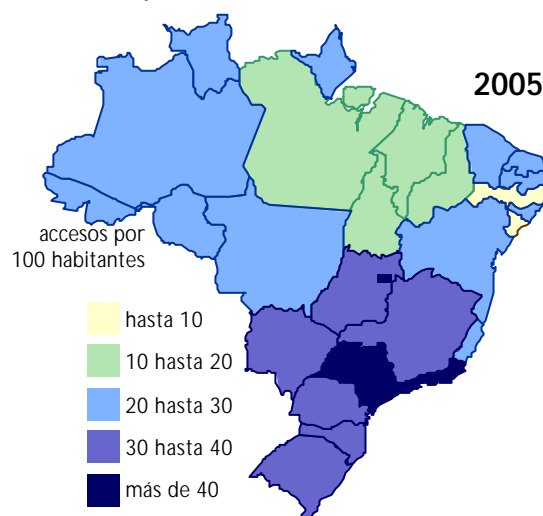 2005
accesos por
100 habitantes
hasta 10
10 hasta 20
20 hasta 30
30 hasta 40
más de 40